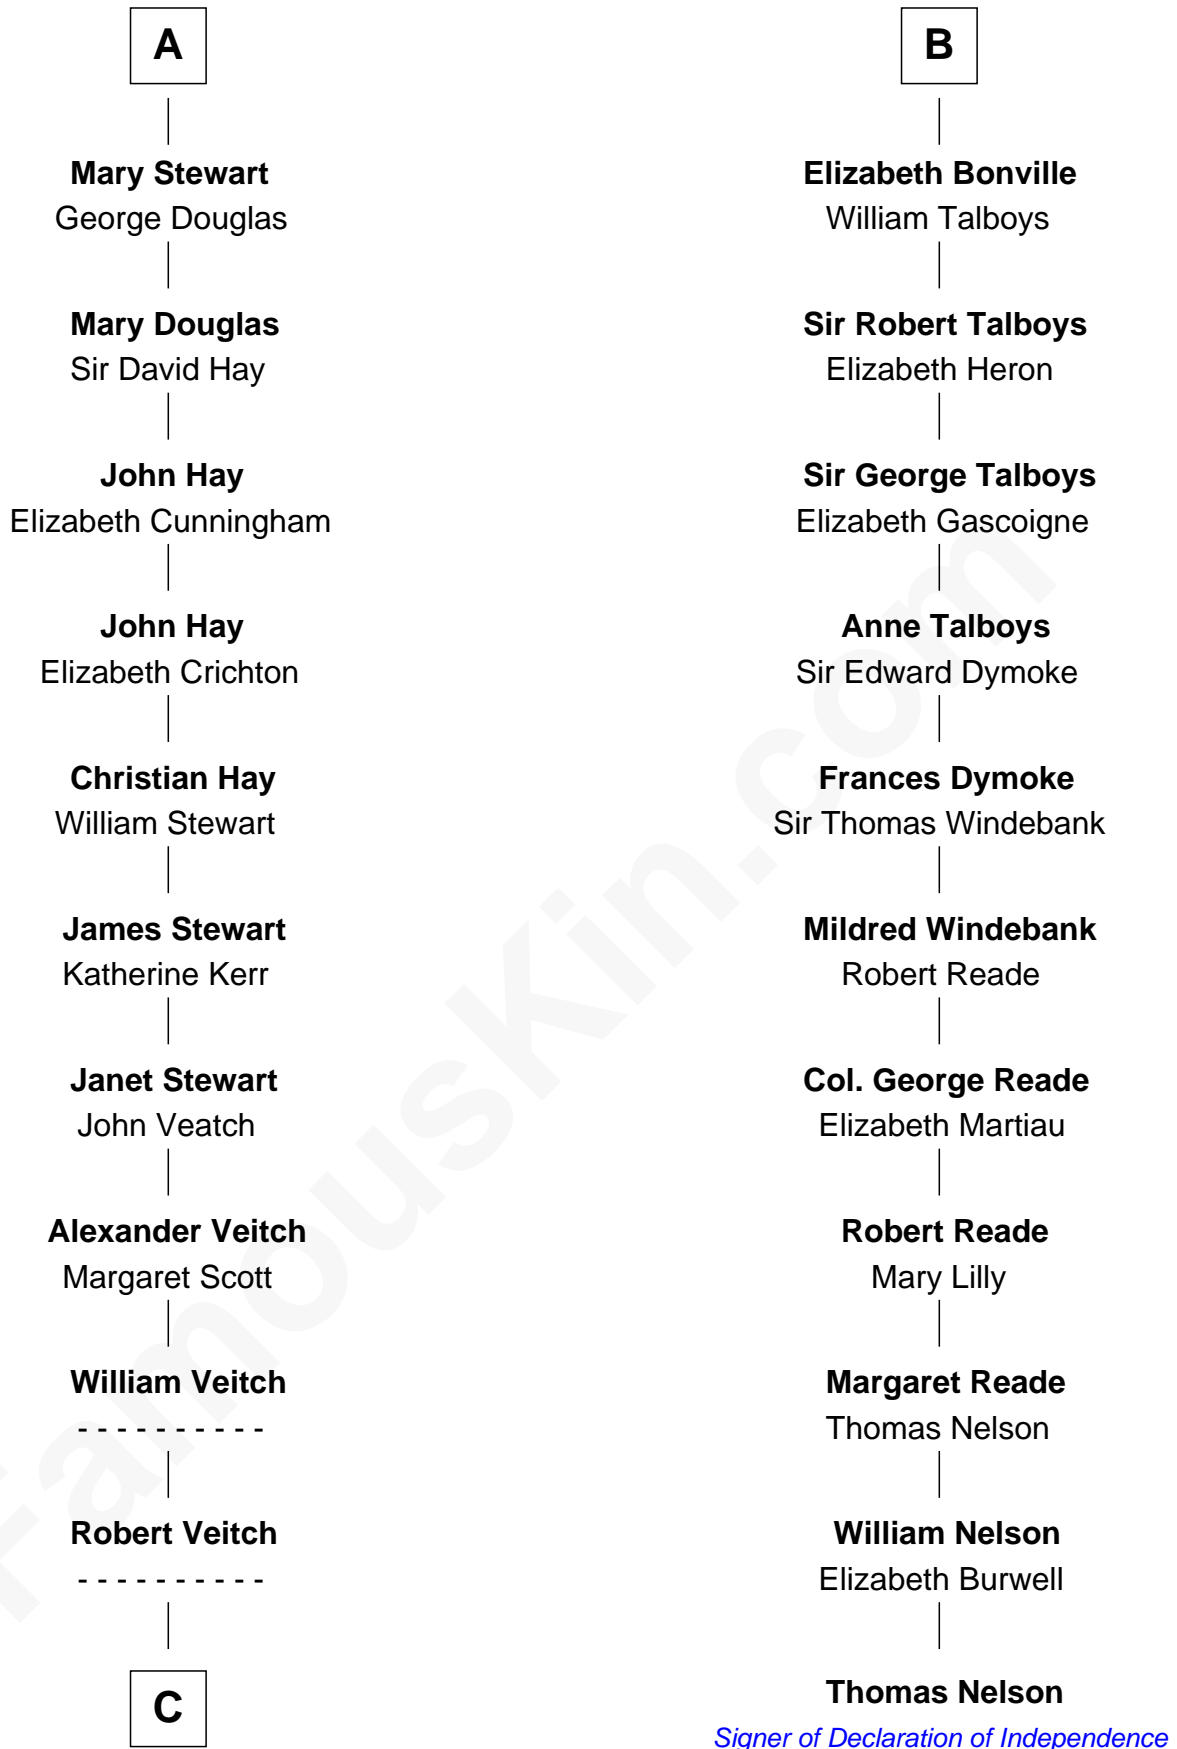 A
Mary Stewart
George Douglas
Mary Douglas
Sir David Hay
John Hay
Elizabeth Cunningham
John Hay
Elizabeth Crichton
Christian Hay
William Stewart
James Stewart
Katherine Kerr
Janet Stewart
John Veatch
Alexander Veitch
Margaret Scott
William Veitch
- - - - - - - - - -
Robert Veitch
- - - - - - - - - -
C
B
Elizabeth Bonville
William Talboys
Sir Robert Talboys
Elizabeth Heron
Sir George Talboys
Elizabeth Gascoigne
Anne Talboys
Sir Edward Dymoke
Frances Dymoke
Sir Thomas Windebank
Mildred Windebank
Robert Reade
Col. George Reade
Elizabeth Martiau
Robert Reade
Mary Lilly
Margaret Reade
Thomas Nelson
William Nelson
Elizabeth Burwell
Thomas Nelson
Signer of Declaration of Independence
FamousKin.com